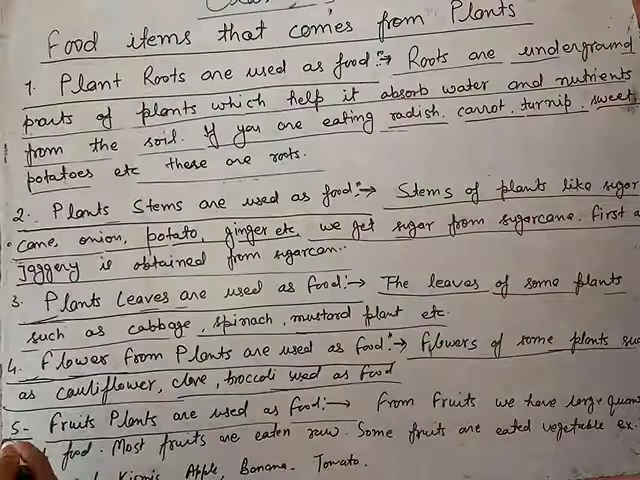 Food items that comes from Plants
1. Plant Roots are used as food:→ Roots are underground
parts of plants which help it absorb water and nutrients
from the soil. If you are eating radish, carrot, turnip, sweet
potatoes etc these are roots.
2. Plants Stems are used as food:→ Stems of plants like sugar
cane, onion, potato, ginger etc, we get sugar from sugarcane. First
Jaggery is obtained from sugarcan..
3. Plants leaves are used as food:→ The leaves of some plants
such as cabbage, spinach, mustard plant etc.
4. Flower from Plants are used as food:→ Flowers of some plants
as cauliflower, clove, broccoli used as food
5:- Fruits Plants are used as food:→ From fruits we have large
food. Most fruits are eaten raw. Some fruits are eated vegetable ex.
Apple, Banana. Tomato.